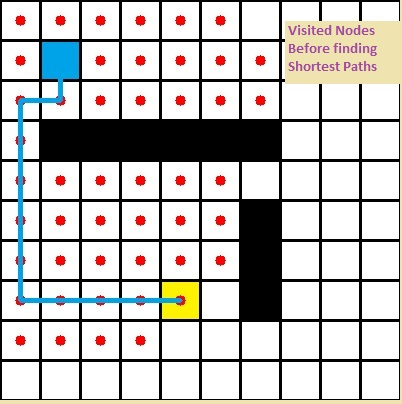 Visited Nodes
Before finding
Shortest Paths